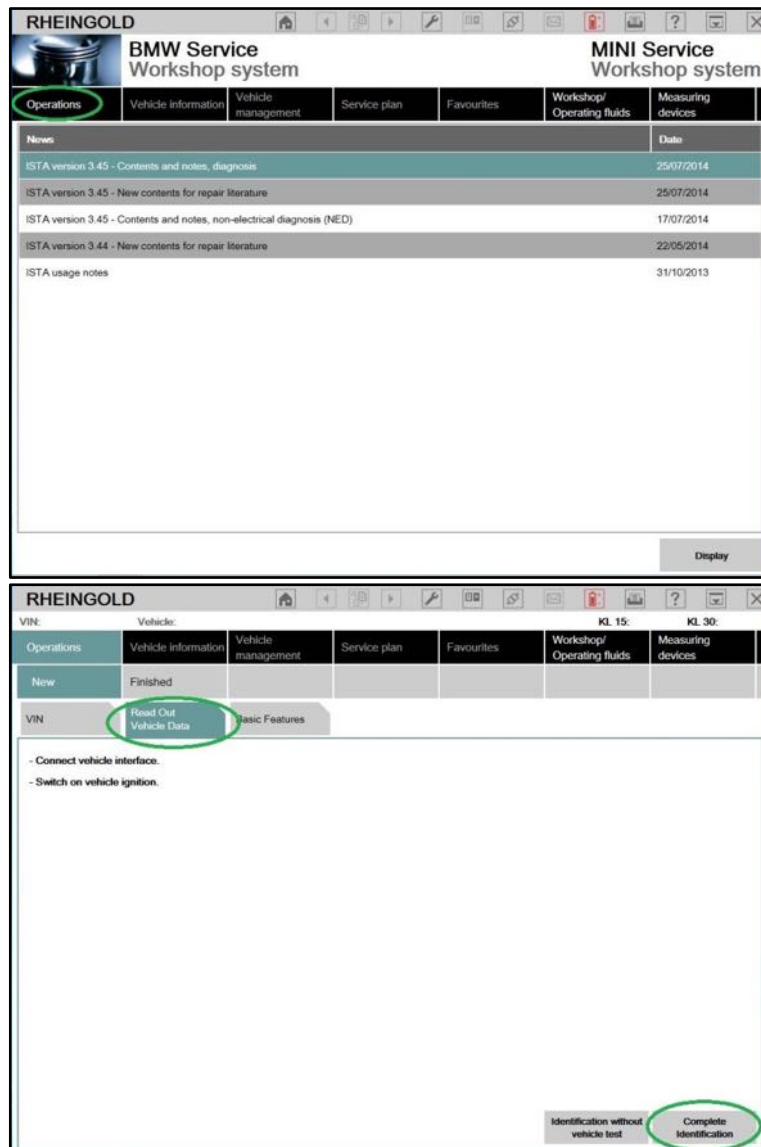 RHEINGOLD
BMW Service
Workshop system
MINI Service
Workshop system
Operations
Vehicle information
Vehicle
management
Service plan
Favourites
Workshop/
Operating fluids
Measuring
devices
News
Date
ISTA version 3.45 - Contents and notes, diagnosis
25/07/2014
ISTA version 3.45 - New contents for repair literature
25/07/2014
ISTA version 3.45 - Contents and notes, non-electrical diagnosis (NED)
17/07/2014
ISTA version 3.44 - New contents for repair literature
22/05/2014
ISTA usage notes
31/10/2013
Display
RHEINGOLD
VIN:
Vehicle:
KL 15:
KL 30:
Operations
Vehicle information
Vehicle
management
Service plan
Favourites
Workshop/
Operating fluids
Measuring
devices
New
Finished
VIN
Read Out
Vehicle Data
Basic Features
- Connect vehicle interface.
- Switch on vehicle ignition.
Identification without
vehicle test
Complete
Identification